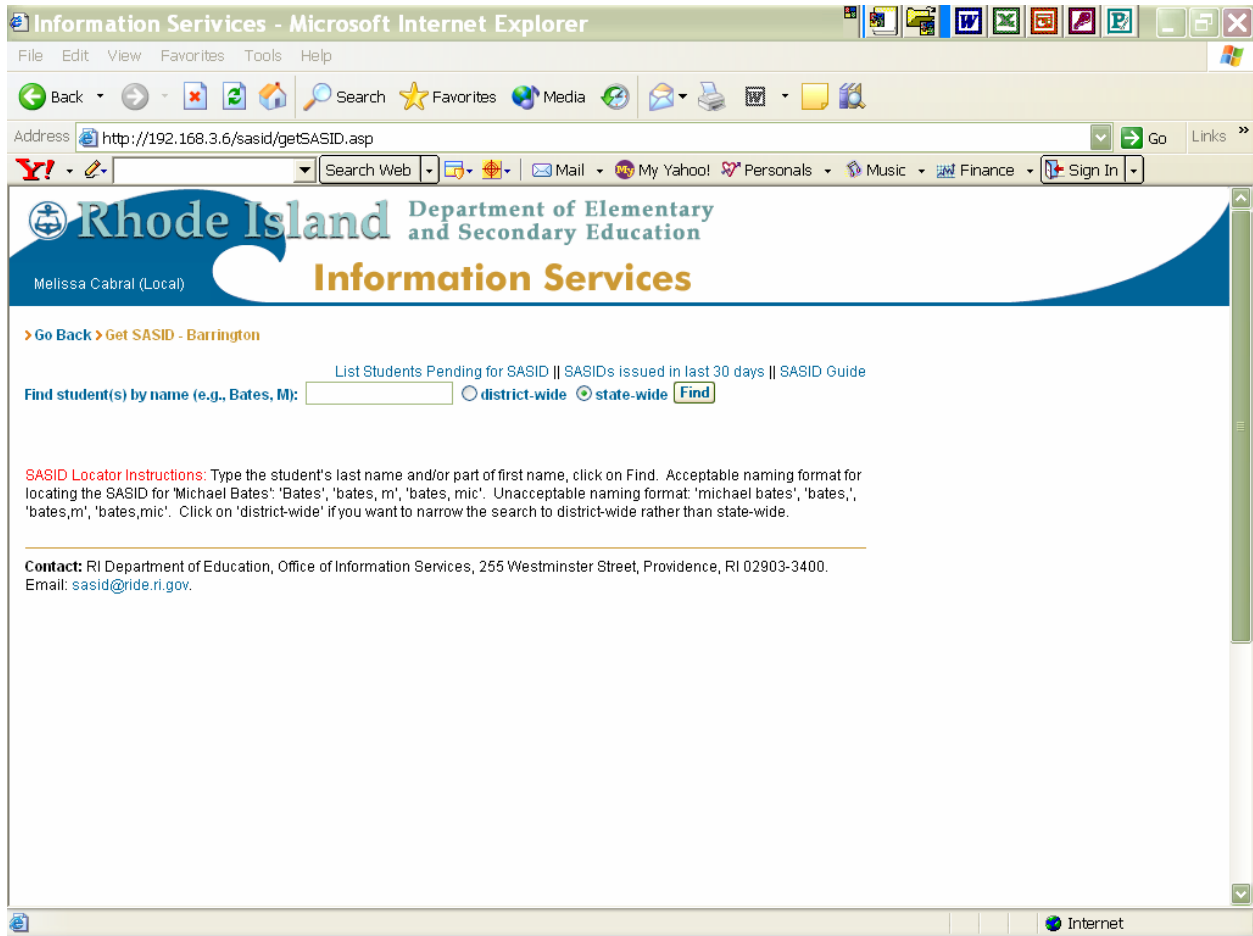 Information Serivices - Microsoft Internet Explorer
File Edit View Favorites Tools Help
Back Search Favorites Media
Address http://192.168.3.6/sasid/getSASID.asp Go Links »
Y! Search Web Mail My Yahoo! Personals Music Finance Sign In
Rhode Island Department of Elementary
and Secondary Education
Information Services
Melissa Cabral (Local)
Go Back Get SASID - Barrington
List Students Pending for SASID || SASIDs issued in last 30 days || SASID Guide
Find student(s) by name (e.g., Bates, M): district-wide state-wide Find
SASID Locator Instructions: Type the student's last name and/or part of first name, click on Find. Acceptable naming format for
locating the SASID for 'Michael Bates': 'Bates', 'bates, m', 'bates, mic'. Unacceptable naming format: 'michael bates', 'bates,',
'bates,m', 'bates,mic'. Click on 'district-wide' if you want to narrow the search to district-wide rather than state-wide.
Contact: RI Department of Education, Office of Information Services, 255 Westminster Street, Providence, RI 02903-3400.
Email: sasid@ride.ri.gov.
Internet